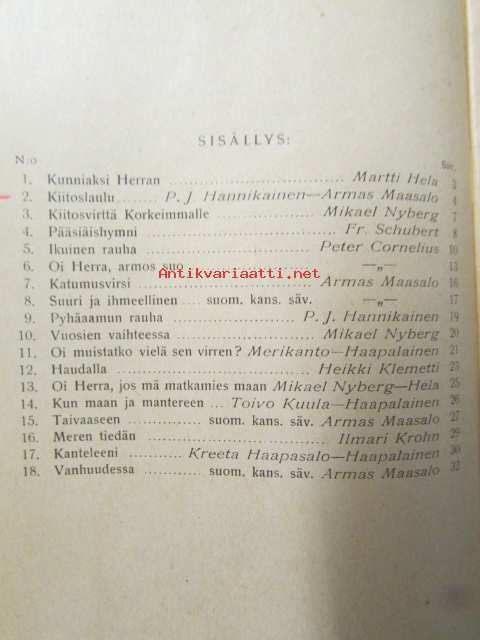 SISÄLLYS:
N:o Siv.
1. Kunniaksi Herran ........ Martti Hela 3
2. Kiitoslaulu ..... P. J. Hannikainen—Armas Maasalo 4
3. Kiitosvirttä Korkeimmalle ........ Mikael Nyberg 7
4. Pääsiäishymni ........ Fr. Schubert 8
5. Ikuinen rauha ........ Peter Cornelius 10
6. Oi Herra, armos suo —„— 13
Antikvariaatti.net
7. Katumusvirsi ........ Armas Maasalo 16
8. Suuri ja ihmeellinen .... suom. kans. säv. —„— 17
9. Pyhäaamun rauha ........ P. J. Hannikainen 19
10. Vuosien vaihteessa ........ Mikael Nyberg 20
11. Oi muistatko vielä sen virren? Merikanto—Haapalainen 21
12. Haudalla ........ Heikki Klemetti 23
13. Oi Herra, jos mä matkamies maan Mikael Nyberg—Hela 25
14. Kun maan ja mantereen ... Toivo Kuula—Haapalainen 26
15. Taivaaseen ........ suom. kans. säv. Armas Maasalo 27
16. Meren tiedän ........ Ilmari Krohn 29
17. Kanteleeni ........ Kreeta Haapasalo—Haapalainen 30
18. Vanhuudessa ........ suom. kans. säv. Armas Maasalo 32